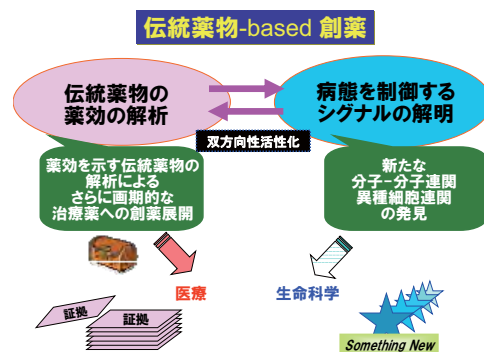 伝統薬物-based 創薬
伝統薬物の
薬効の解析
病態を制御する
シグナルの解明
双方向性活性化
薬効を示す伝統薬物の
解析による
さらに画期的な
治療薬への創薬展開
新たな
分子-分子連関
異種細胞連関
の発見
医療
生命科学
証拠
証拠
Something New